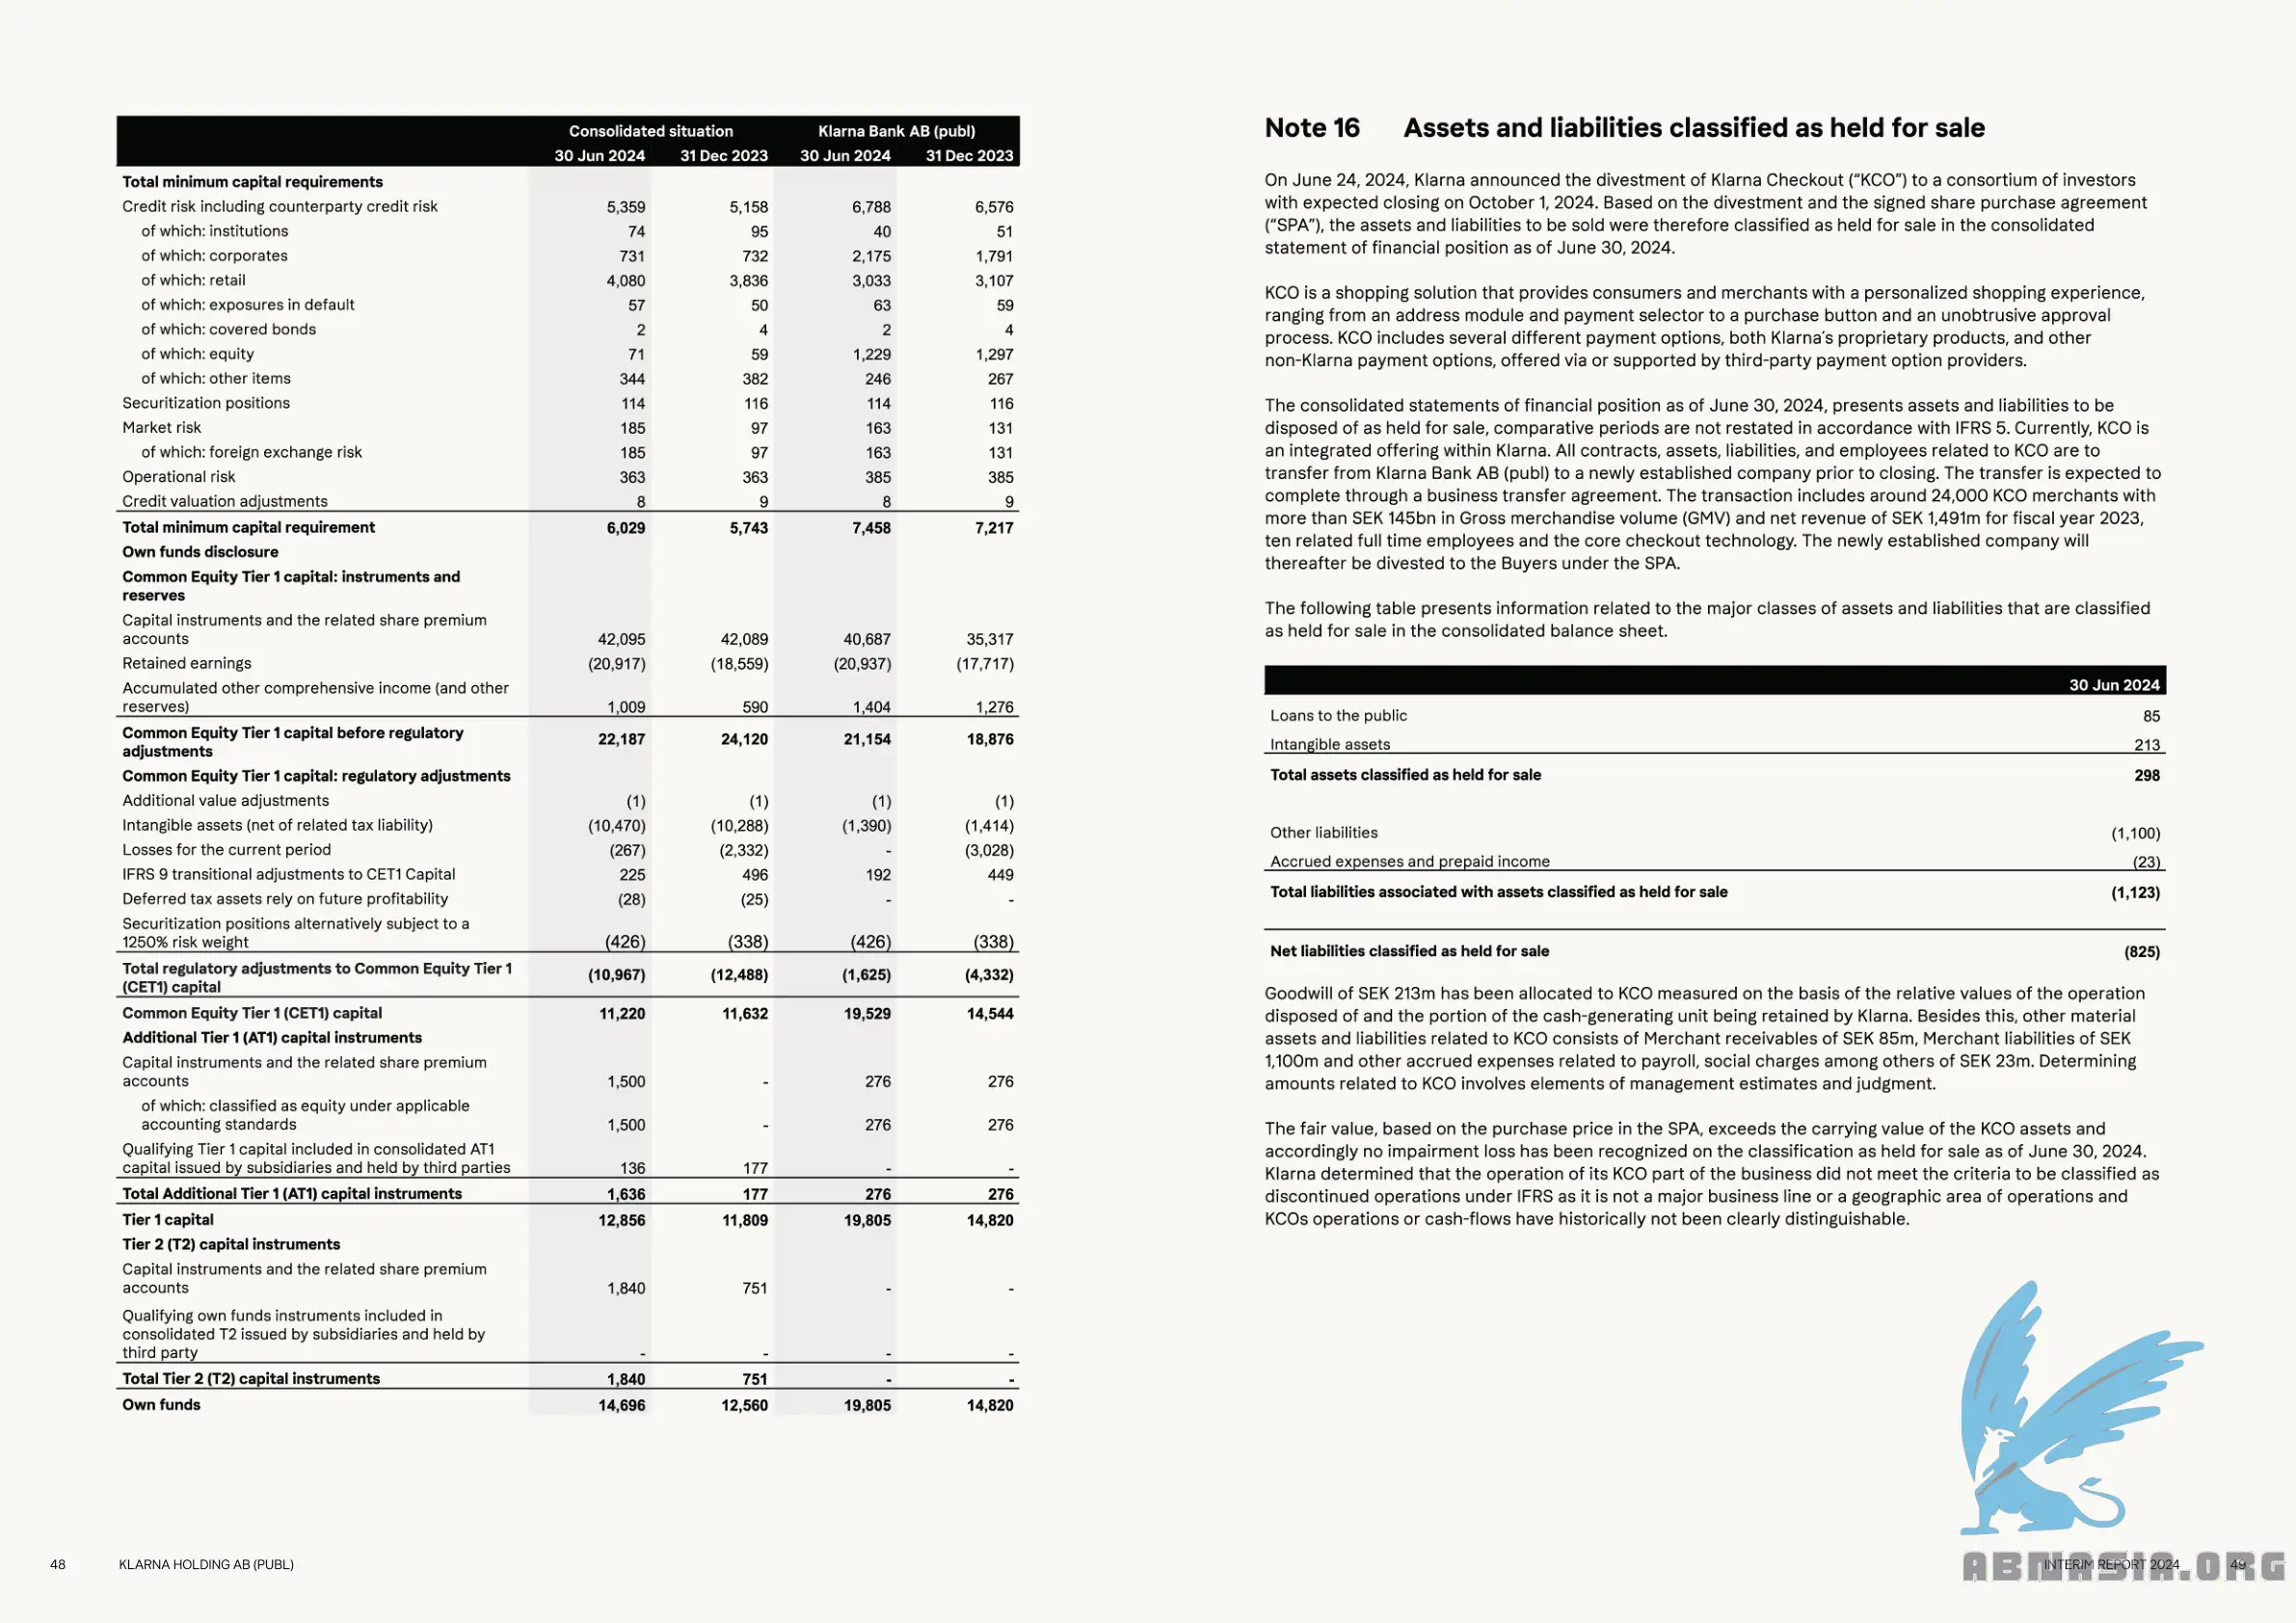 Consolidated situation Klarna Bank AB (publ)
30 Jun 2024 31 Dec 2023 30 Jun 2024 31 Dec 2023
Total minimum capital requirements
Credit risk including counterparty credit risk 5,359 5,158 6,788 6,576
of which: institutions 74 95 40 51
of which: corporates 731 732 2,175 1,791
of which: retail 4,080 3,836 3,033 3,107
of which: exposures in default 57 50 63 59
of which: covered bonds 2 4 2 4
of which: equity 71 59 1,229 1,297
of which: other items 344 382 246 267
Securitization positions 114 116 114 116
Market risk 185 97 163 131
of which: foreign exchange risk 185 97 163 131
Operational risk 363 363 385 385
Credit valuation adjustments 8 9 8 9
Total minimum capital requirement 6,029 5,743 7,458 7,217
Own funds disclosure
Common Equity Tier 1 capital: instruments and
reserves
Capital instruments and the related share premium
accounts 42,095 42,089 40,687 35,317
Retained earnings (20,917) (18,559) (20,937) (17,717)
Accumulated other comprehensive income (and other
reserves) 1,009 590 1,404 1,276
Common Equity Tier 1 capital before regulatory
adjustments 22,187 24,120 21,154 18,876
Common Equity Tier 1 capital: regulatory adjustments
Additional value adjustments (1) (1) (1) (1)
Intangible assets (net of related tax liability) (10,470) (10,288) (1,390) (1,414)
Losses for the current period (267) (2,332) - (3,028)
IFRS 9 transitional adjustments to CET1 Capital 225 496 192 449
Deferred tax assets rely on future profitability (28) (25) - -
Securitization positions alternatively subject to a
1250% risk weight (426) (338) (426) (338)
Total regulatory adjustments to Common Equity Tier 1
(CET1) capital (10,967) (12,488) (1,625) (4,332)
Common Equity Tier 1 (CET1) capital 11,220 11,632 19,529 14,544
Additional Tier 1 (AT1) capital instruments
Capital instruments and the related share premium
accounts 1,500 - 276 276
of which: classified as equity under applicable
accounting standards 1,500 - 276 276
Qualifying Tier 1 capital included in consolidated AT1
capital issued by subsidiaries and held by third parties 136 177 - -
Total Additional Tier 1 (AT1) capital instruments 1,636 177 276 276
Tier 1 capital 12,856 11,809 19,805 14,820
Tier 2 (T2) capital instruments
Capital instruments and the related share premium
accounts 1,840 751 - -
Qualifying own funds instruments included in
consolidated T2 issued by subsidiaries and held by
third party - - - -
Total Tier 2 (T2) capital instruments 1,840 751 - -
Own funds 14,696 12,560 19,805 14,820
48 KLARNA HOLDING AB (PUBL)
Note 16 Assets and liabilities classified as held for sale
On June 24, 2024, Klarna announced the divestment of Klarna Checkout (“KCO”) to a consortium of investors
with expected closing on October 1, 2024. Based on the divestment and the signed share purchase agreement
(“SPA”), the assets and liabilities to be sold were therefore classified as held for sale in the consolidated
statement of financial position as of June 30, 2024.
KCO is a shopping solution that provides consumers and merchants with a personalized shopping experience,
ranging from an address module and payment selector to a purchase button and an unobtrusive approval
process. KCO includes several different payment options, both Klarna´s proprietary products, and other
non-Klarna payment options, offered via or supported by third-party payment option providers.
The consolidated statements of financial position as of June 30, 2024, presents assets and liabilities to be
disposed of as held for sale, comparative periods are not restated in accordance with IFRS 5. Currently, KCO is
an integrated offering within Klarna. All contracts, assets, liabilities, and employees related to KCO are to
transfer from Klarna Bank AB (publ) to a newly established company prior to closing. The transfer is expected to
complete through a business transfer agreement. The transaction includes around 24,000 KCO merchants with
more than SEK 145bn in Gross merchandise volume (GMV) and net revenue of SEK 1,491m for fiscal year 2023,
ten related full time employees and the core checkout technology. The newly established company will
thereafter be divested to the Buyers under the SPA.
The following table presents information related to the major classes of assets and liabilities that are classified
as held for sale in the consolidated balance sheet.
30 Jun 2024
Loans to the public 85
Intangible assets 213
Total assets classified as held for sale 298
Other liabilities (1,100)
Accrued expenses and prepaid income (23)
Total liabilities associated with assets classified as held for sale (1,123)
Net liabilities classified as held for sale (825)
Goodwill of SEK 213m has been allocated to KCO measured on the basis of the relative values of the operation
disposed of and the portion of the cash-generating unit being retained by Klarna. Besides this, other material
assets and liabilities related to KCO consists of Merchant receivables of SEK 85m, Merchant liabilities of SEK
1,100m and other accrued expenses related to payroll, social charges among others of SEK 23m. Determining
amounts related to KCO involves elements of management estimates and judgment.
The fair value, based on the purchase price in the SPA, exceeds the carrying value of the KCO assets and
accordingly no impairment loss has been recognized on the classification as held for sale as of June 30, 2024.
Klarna determined that the operation of its KCO part of the business did not meet the criteria to be classified as
discontinued operations under IFRS as it is not a major business line or a geographic area of operations and
KCOs operations or cash-flows have historically not been clearly distinguishable.
INTERIM REPORT 2024 49
ABNASIA.ORG